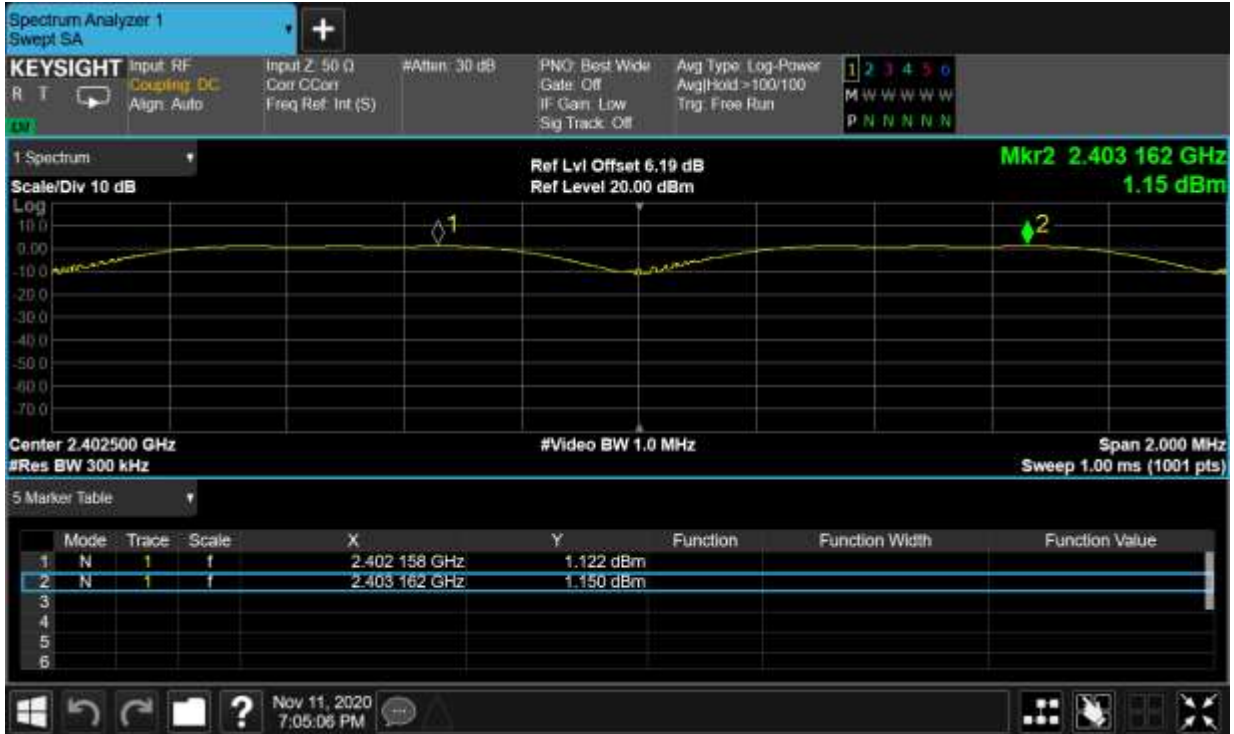 Spectrum Analyzer 1
Swept SA
+
KEYSIGHT Input: RF Input Z: 50 Ω #Atten: 30 dB PNO: Best Wide Avg Type: Log-Power 1 2 3 4 5 6
R T Coupling: DC Corr CCorr Gate: Off Avg|Hold:>100/100 M W W W W W
Align: Auto Freq Ref: Int (S) IF Gain: Low Trig: Free Run
Sig Track: Off P N N N N N
1 Spectrum Ref Lvl Offset 6.19 dB Mkr2 2.403 162 GHz
Scale/Div 10 dB Ref Level 20.00 dBm 1.15 dBm
Log
10.0 1 2
0.00
-10.0
-20.0
-30.0
-40.0
-50.0
-60.0
-70.0
Center 2.402500 GHz #Video BW 1.0 MHz Span 2.000 MHz
#Res BW 300 kHz Sweep 1.00 ms (1001 pts)
5 Marker Table
Mode Trace Scale X Y Function Function Width Function Value
1 N 1 f 2.402 158 GHz 1.122 dBm
2 N 1 f 2.403 162 GHz 1.150 dBm
3
4
5
6
? Nov 11, 2020
7:05:06 PM